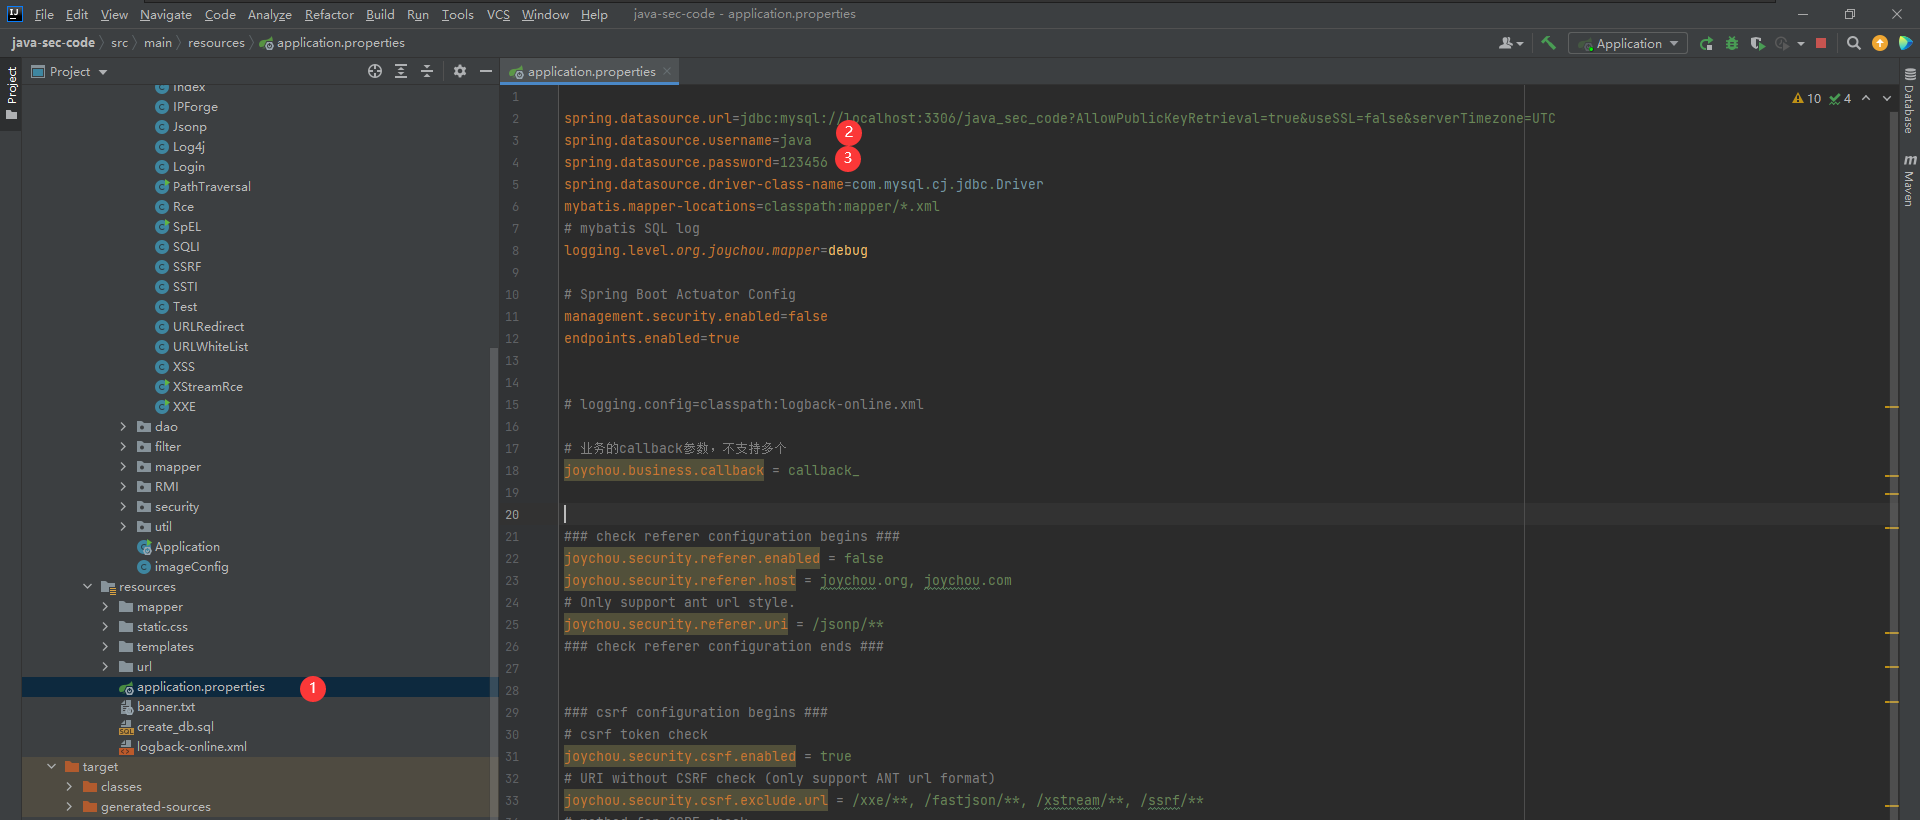 File Edit View Navigate Code Analyze Refactor Build Run Tools VCS Window Help java-sec-code - application.properties
java-sec-code src main resources application.properties Application
Project
Project
application.properties
Index
IPForge
Jsonp
Log4j
Login
PathTraversal
Rce
SpEL
SQLI
SSRF
SSTI
Test
URLRedirect
URLWhiteList
XSS
XStreamRce
XXE
dao
filter
mapper
RMI
security
util
Application
imageConfig
resources
mapper
static.css
templates
url
application.properties 1
banner.txt
create_db.sql
logback-online.xml
target
classes
generated-sources
1
2 spring.datasource.url=jdbc:mysql://localhost:3306/java_sec_code?AllowPublicKeyRetrieval=true&useSSL=false&serverTimezone=UTC
3 spring.datasource.username=java 2
4 spring.datasource.password=123456 3
5 spring.datasource.driver-class-name=com.mysql.cj.jdbc.Driver
6 mybatis.mapper-locations=classpath:mapper/*.xml
7 # mybatis SQL log
8 logging.level.org.joychou.mapper=debug
9
10 # Spring Boot Actuator Config
11 management.security.enabled=false
12 endpoints.enabled=true
13
14
15 # logging.config=classpath:logback-online.xml
16
17 # 业务的callback参数，不支持多个
18 joychou.business.callback = callback_
19
20
21 ### check referer configuration begins ###
22 joychou.security.referer.enabled = false
23 joychou.security.referer.host = joychou.org, joychou.com
24 # Only support ant url style.
25 joychou.security.referer.uri = /jsonp/**
26 ### check referer configuration ends ###
27
28
29 ### csrf configuration begins ###
30 # csrf token check
31 joychou.security.csrf.enabled = true
32 # URI without CSRF check (only support ANT url format)
33 joychou.security.csrf.exclude.url = /xxe/**, /fastjson/**, /xstream/**, /ssrf/**
10 4
Database
m Maven